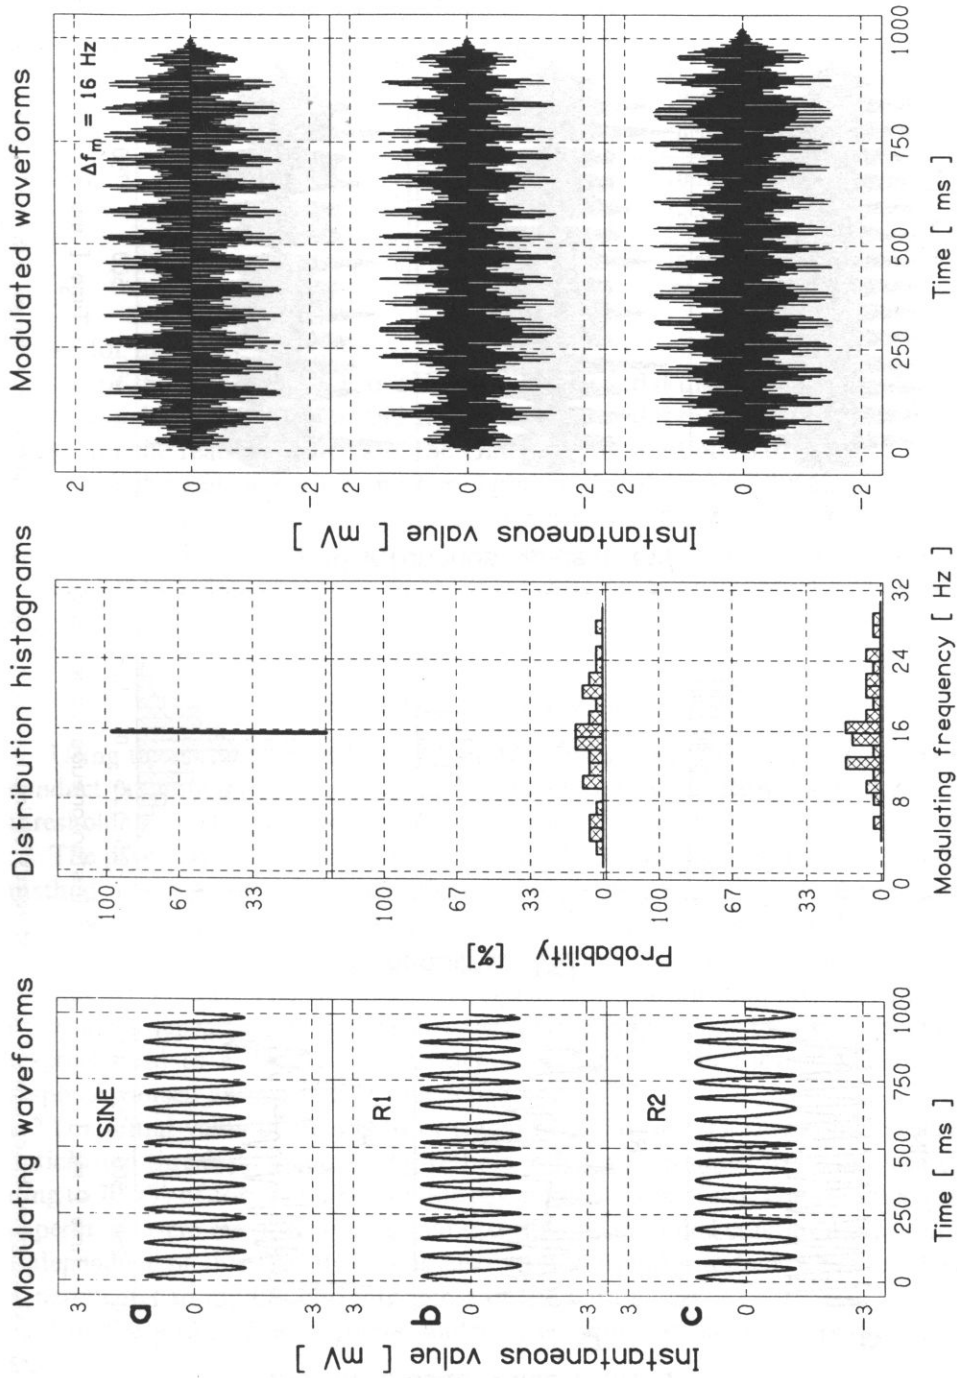 Modulating waveforms
Distribution histograms
Modulated waveforms
a
SINE
3
0
-3
100
67
33
Δfm = 16 Hz
2
0
-2
b
R1
3
0
-3
100
67
33
0
2
0
-2
c
R2
3
0
-3
100
67
33
0
2
0
-2
Instantaneous value [ mV ]
Probability [%]
Instantaneous value [ mV ]
0 250 500 750 1000
0 8 16 24 32
0 250 500 750 1000
Time [ ms ]
Modulating frequency [ Hz ]
Time [ ms ]